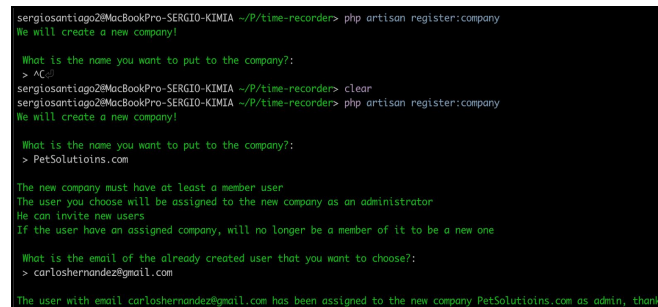 sergiosantiago2@MacBookPro-SERGIO-KIMIA ~/P/time-recorder> php artisan register:company
We will create a new company!
What is the name you want to put to the company?:
> ^C⏎
sergiosantiago2@MacBookPro-SERGIO-KIMIA ~/P/time-recorder> clear
sergiosantiago2@MacBookPro-SERGIO-KIMIA ~/P/time-recorder> php artisan register:company
We will create a new company!
What is the name you want to put to the company?:
> PetSolutioins.com
The new company must have at least a member user
The user you choose will be assigned to the new company as an administrator
He can invite new users
If the user have an assigned company, will no longer be a member of it to be a new one
What is the email of the already created user that you want to choose?:
> carloshernandez@gmail.com
The user with email carloshernandez@gmail.com has been assigned to the new company PetSolutioins.com as admin, thank